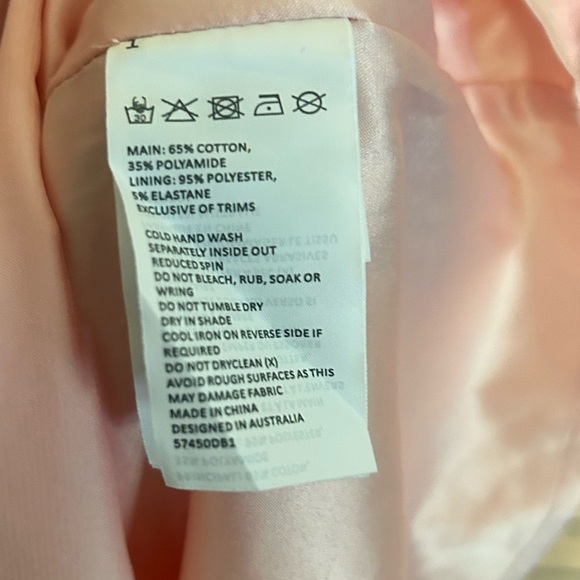 30
MAIN: 65% COTTON,
35% POLYAMIDE
LINING: 95% POLYESTER,
5% ELASTANE
EXCLUSIVE OF TRIMS
COLD HAND WASH
SEPARATELY INSIDE OUT
REDUCED SPIN
DO NOT BLEACH, RUB, SOAK OR
WRING
DO NOT TUMBLE DRY
DRY IN SHADE
COOL IRON ON REVERSE SIDE IF
REQUIRED
DO NOT DRYCLEAN (X)
AVOID ROUGH SURFACES AS THIS
MAY DAMAGE FABRIC
MADE IN CHINA
DESIGNED IN AUSTRALIA
57450DB1